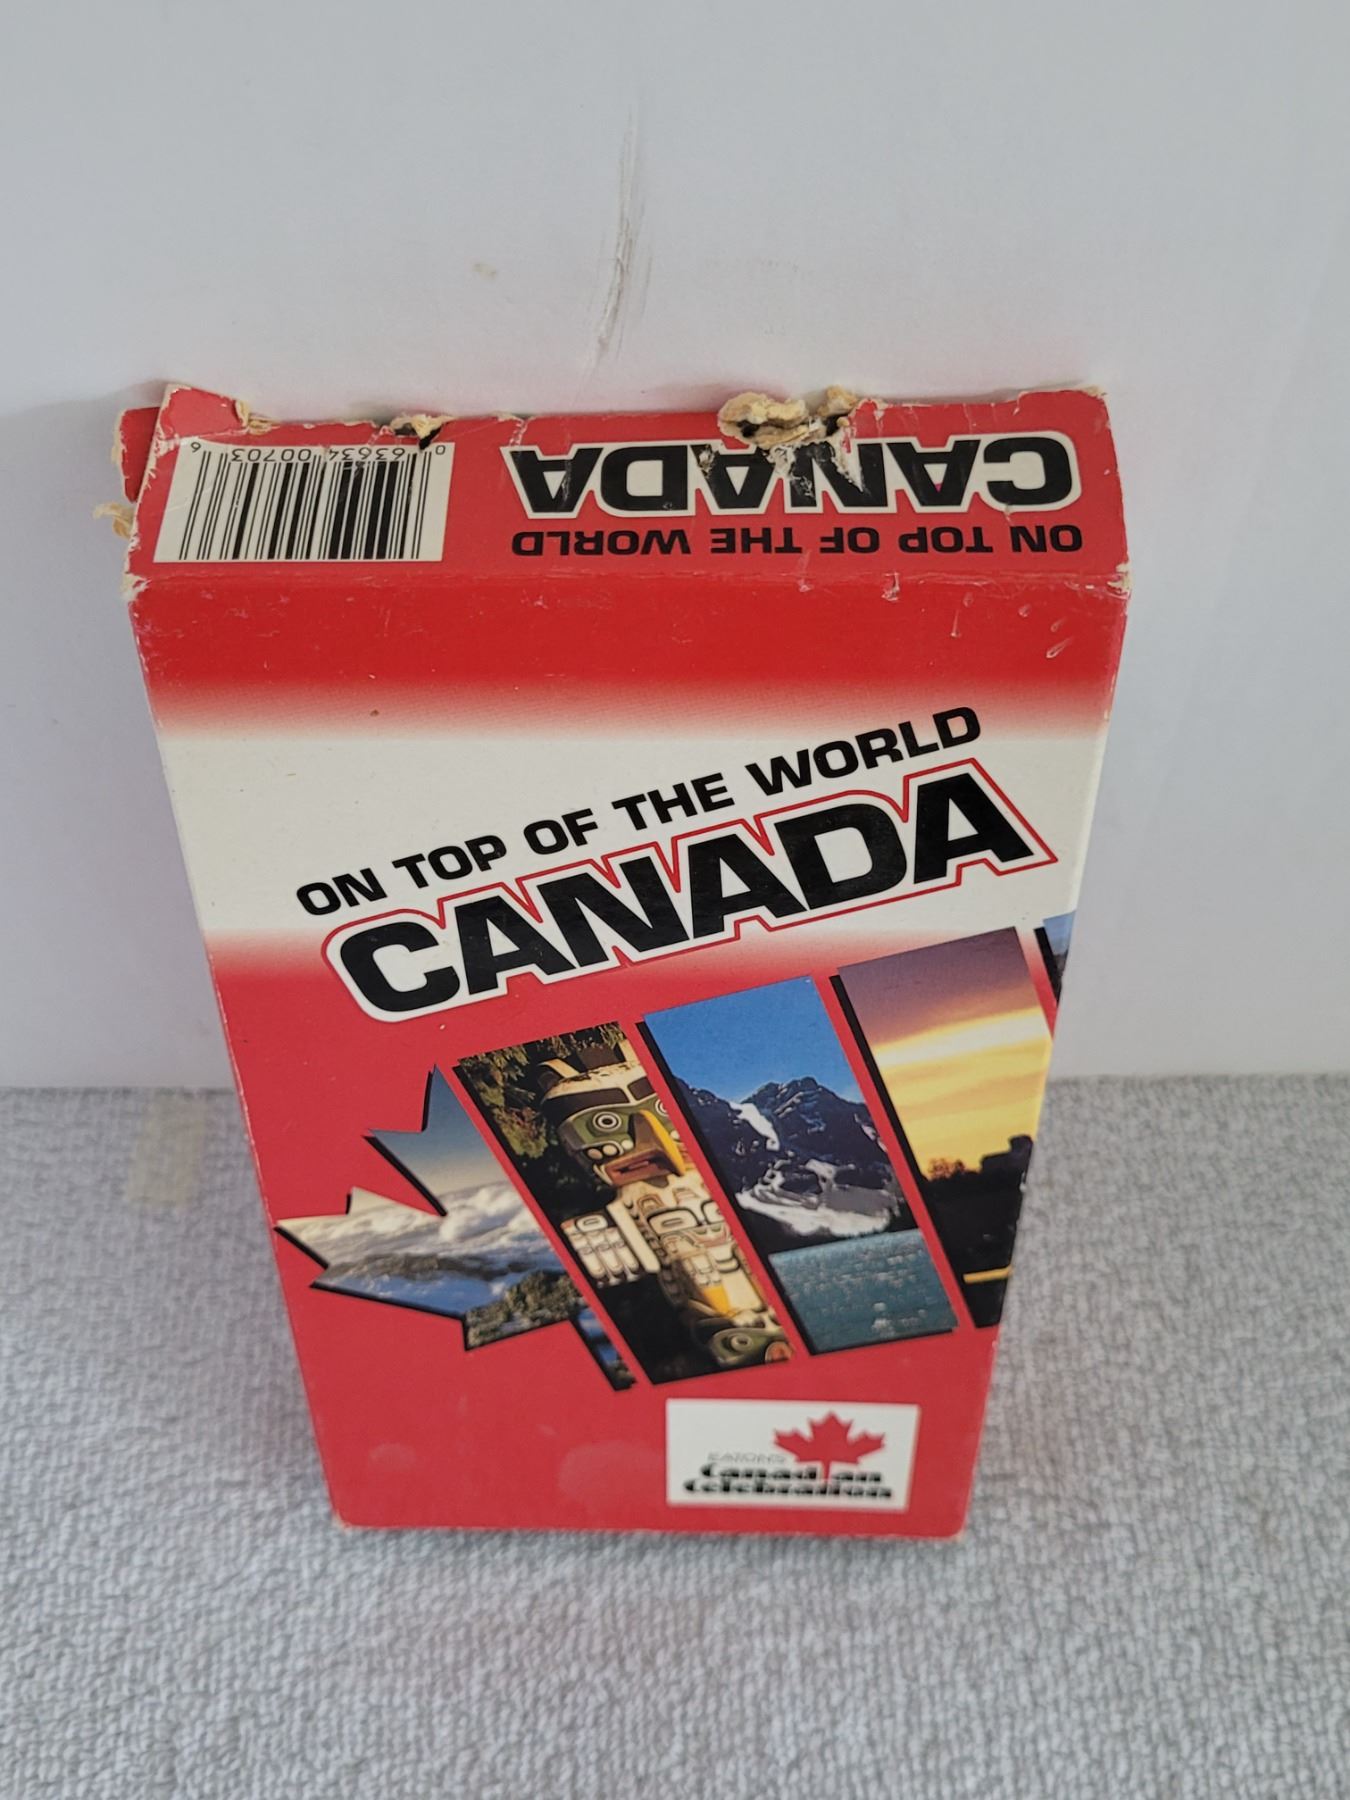 0 63634 00703 6
CANADA
ON TOP OF THE WORLD
ON TOP OF THE WORLD
CANADA
EATON'S
Canadian
Celebration